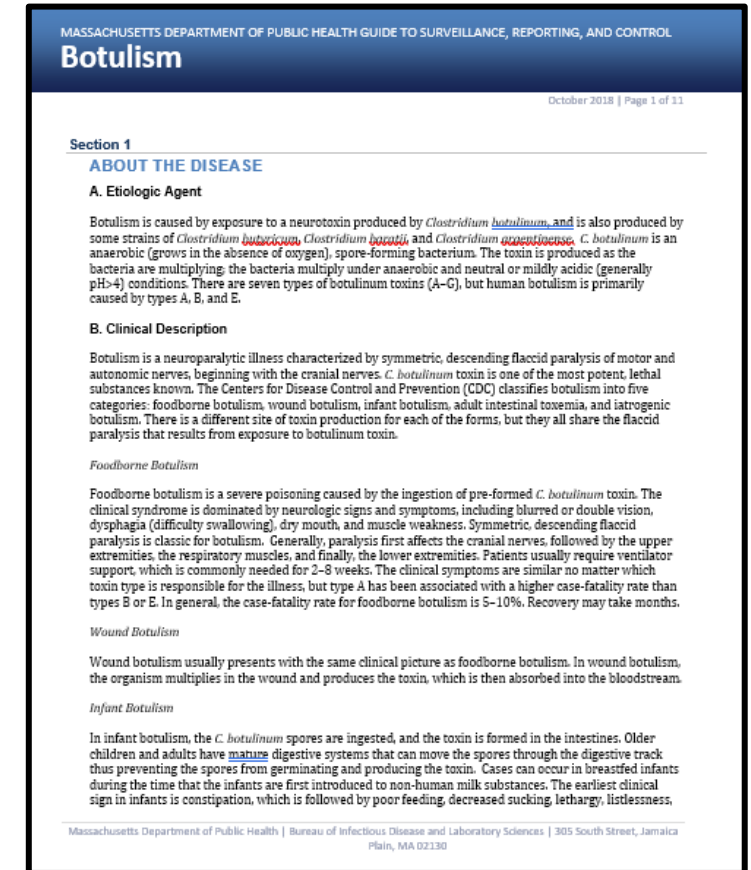 MASSACHUSETTS DEPARTMENT OF PUBLIC HEALTH GUIDE TO SURVEILLANCE, REPORTING, AND CONTROL
Botulism
October 2018 | Page 1 of 11
Section 1
ABOUT THE DISEASE
A. Etiologic Agent
Botulism is caused by exposure to a neurotoxin produced by Clostridium botulinum, and is also produced by
some strains of Clostridium butyricum, Clostridium baratii, and Clostridium argentinense. C. botulinum is an
anaerobic (grows in the absence of oxygen), spore-forming bacterium. The toxin is produced as the
bacteria are multiplying; the bacteria multiply under anaerobic and neutral or mildly acidic (generally
pH>4) conditions. There are seven types of botulinum toxins (A–G), but human botulism is primarily
caused by types A, B, and E.
B. Clinical Description
Botulism is a neuroparalytic illness characterized by symmetric, descending flaccid paralysis of motor and
autonomic nerves, beginning with the cranial nerves. C. botulinum toxin is one of the most potent, lethal
substances known. The Centers for Disease Control and Prevention (CDC) classifies botulism into five
categories: foodborne botulism, wound botulism, infant botulism, adult intestinal toxemia, and iatrogenic
botulism. There is a different site of toxin production for each of the forms, but they all share the flaccid
paralysis that results from exposure to botulinum toxin.
Foodborne Botulism
Foodborne botulism is a severe poisoning caused by the ingestion of pre-formed C. botulinum toxin. The
clinical syndrome is dominated by neurologic signs and symptoms, including blurred or double vision,
dysphagia (difficulty swallowing), dry mouth, and muscle weakness. Symmetric, descending flaccid
paralysis is classic for botulism.  Generally, paralysis first affects the cranial nerves, followed by the upper
extremities, the respiratory muscles, and finally, the lower extremities. Patients usually require ventilator
support, which is commonly needed for 2–8 weeks. The clinical symptoms are similar no matter which
toxin type is responsible for the illness, but type A has been associated with a higher case-fatality rate than
types B or E. In general, the case-fatality rate for foodborne botulism is 5–10%. Recovery may take months.
Wound Botulism
Wound botulism usually presents with the same clinical picture as foodborne botulism. In wound botulism,
the organism multiplies in the wound and produces the toxin, which is then absorbed into the bloodstream.
Infant Botulism
In infant botulism, the C. botulinum spores are ingested, and the toxin is formed in the intestines. Older
children and adults have mature digestive systems that can move the spores through the digestive track
thus preventing the spores from germinating and producing the toxin.  Cases can occur in breastfed infants
during the time that the infants are first introduced to non-human milk substances. The earliest clinical
sign in infants is constipation, which is followed by poor feeding, decreased sucking, lethargy, listlessness,
Massachusetts Department of Public Health | Bureau of Infectious Disease and Laboratory Sciences | 305 South Street, Jamaica
Plain, MA 02130